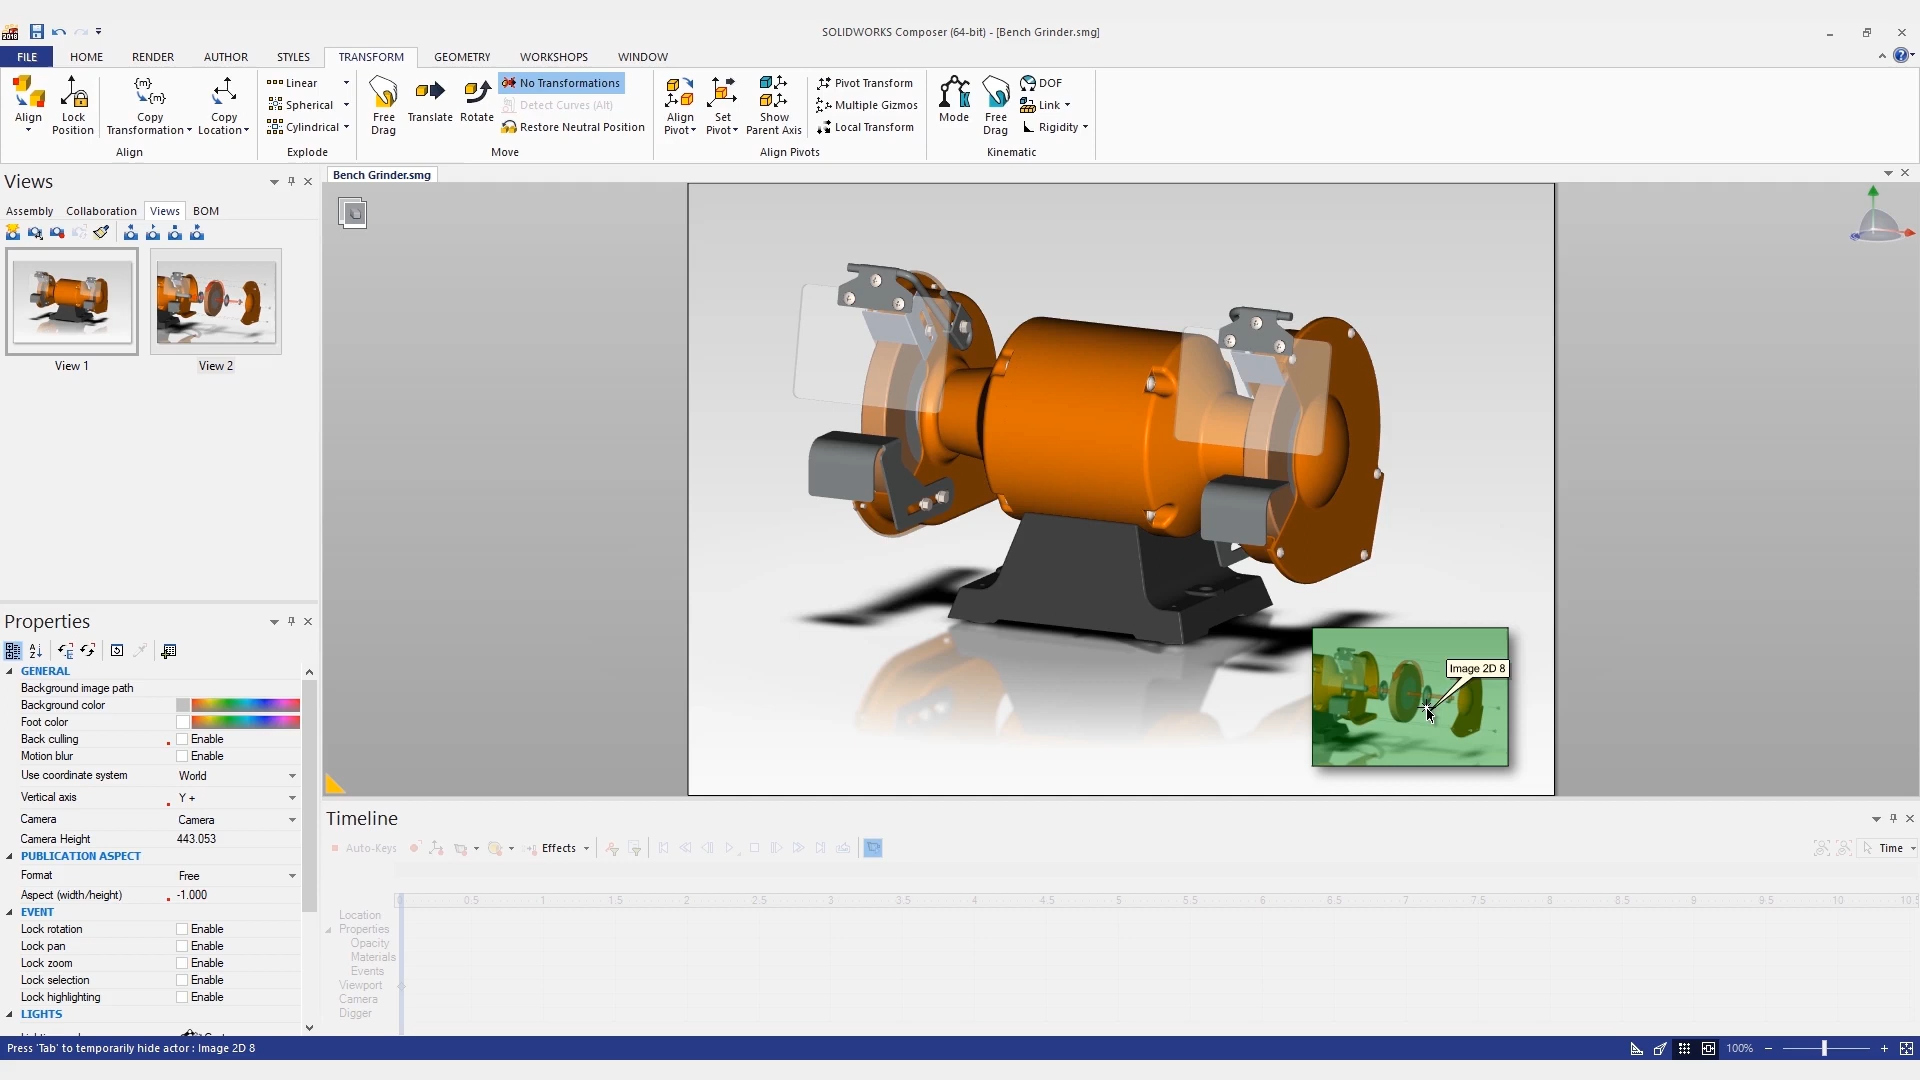 SOLIDWORKS Composer (64-bit) - [Bench Grinder.smg]
FILE HOME RENDER AUTHOR STYLES TRANSFORM GEOMETRY WORKSHOPS WINDOW
Align
Lock Position
Copy Transformation
Copy Location
Align
Linear
Spherical
Cylindrical
Explode
Free Drag
Translate
Rotate
No Transformations
Detect Curves (Alt)
Restore Neutral Position
Move
Align Pivot
Set Pivot
Show Parent Axis
Pivot Transform
Multiple Gizmos
Local Transform
Align Pivots
Mode
Free Drag
DOF
Link
Rigidity
Kinematic
Views
Assembly Collaboration Views BOM
View 1
View 2
Bench Grinder.smg
Image 2D 8
Properties
GENERAL
Background image path
Background color
Foot color
Back culling Enable
Motion blur Enable
Use coordinate system World
Vertical axis Y +
Camera Camera
Camera Height 443.053
PUBLICATION ASPECT
Format Free
Aspect (width/height) -1.000
EVENT
Lock rotation Enable
Lock pan Enable
Lock zoom Enable
Lock selection Enable
Lock highlighting Enable
LIGHTS
Timeline
Auto-Keys Effects Time
0.5 1 1.5 2 2.5 3 3.5 4 4.5 5 5.5 6 6.5 7 7.5 8 8.5 9 9.5 10 10.5
Location
Properties
Opacity
Materials
Events
Viewport
Camera
Digger
Press 'Tab' to temporarily hide actor : Image 2D 8
100%